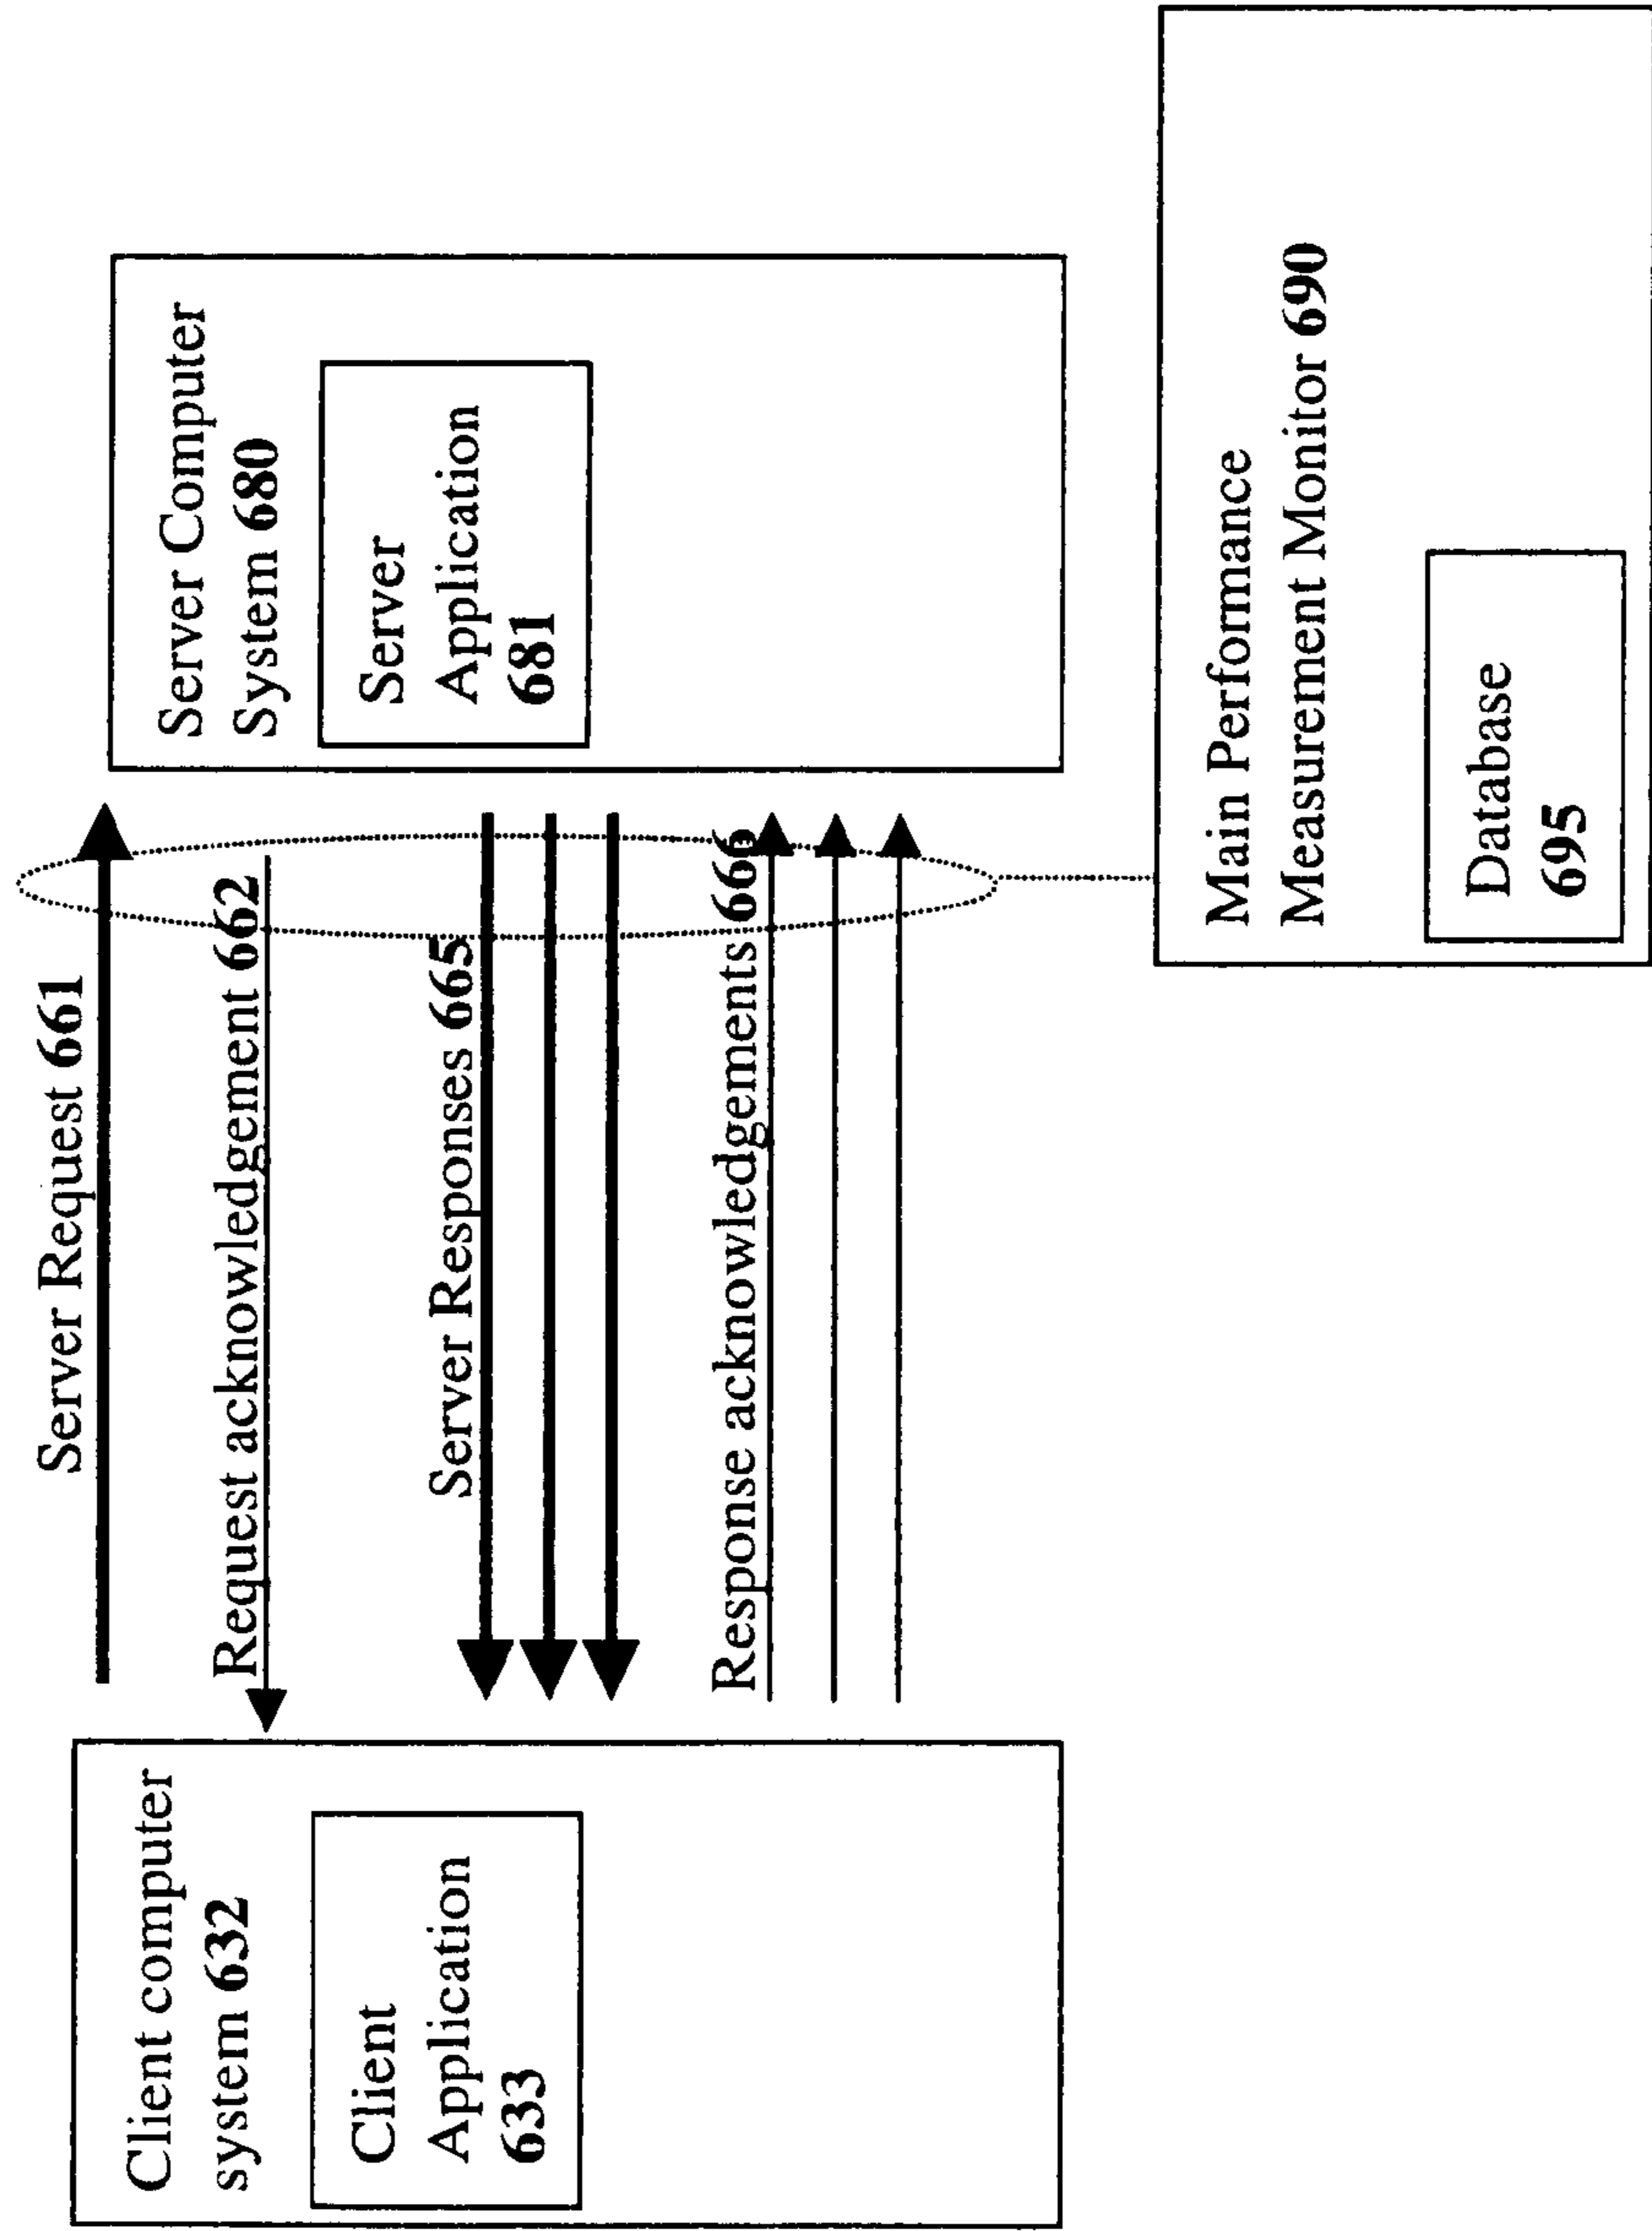 Client computer
system 632
Client
Application
633
Server Request 661
Request acknowledgement 662
Server Responses 665
Response acknowledgements 666
Server Computer
System 680
Server
Application
681
Main Performance
Measurement Monitor 690
Database
695